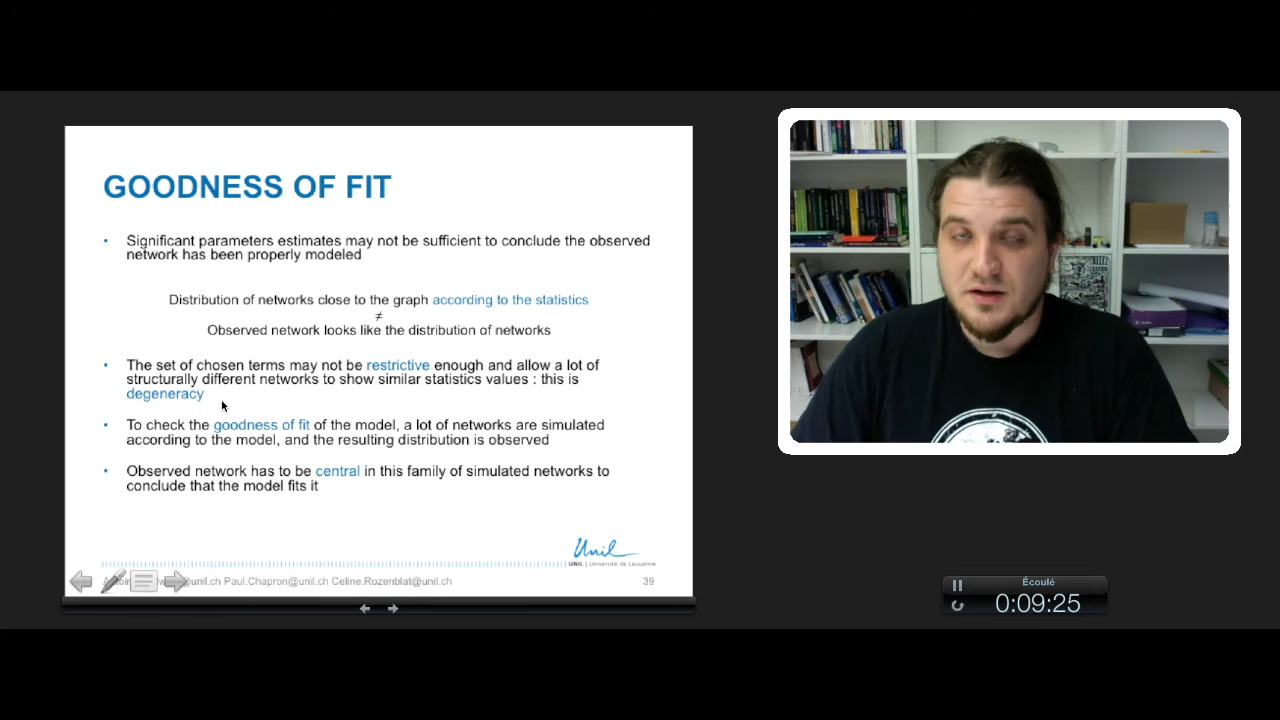 GOODNESS OF FIT
• Significant parameters estimates may not be sufficient to conclude the observed
network has been properly modeled
Distribution of networks close to the graph according to the statistics
≠
Observed network looks like the distribution of networks
• The set of chosen terms may not be restrictive enough and allow a lot of
structurally different networks to show similar statistics values : this is
degeneracy
• To check the goodness of fit of the model, a lot of networks are simulated
according to the model, and the resulting distribution is observed
• Observed network has to be central in this family of simulated networks to
conclude that the model fits it
Unil
UNIL | Université de Lausanne
@unil.ch Paul.Chapron@unil.ch Celine.Rozenblat@unil.ch
39
Écoulé
0:09:25